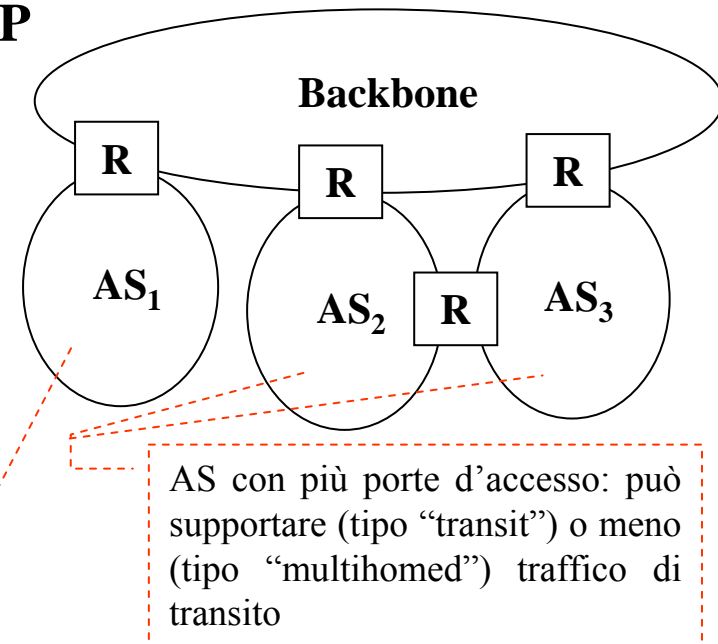 P
Backbone
R
R
R
AS₁
AS₂
R
AS₃
AS con più porte d’accesso: può
supportare (tipo “transit”) o meno
(tipo “multihomed”) traffico di
transito